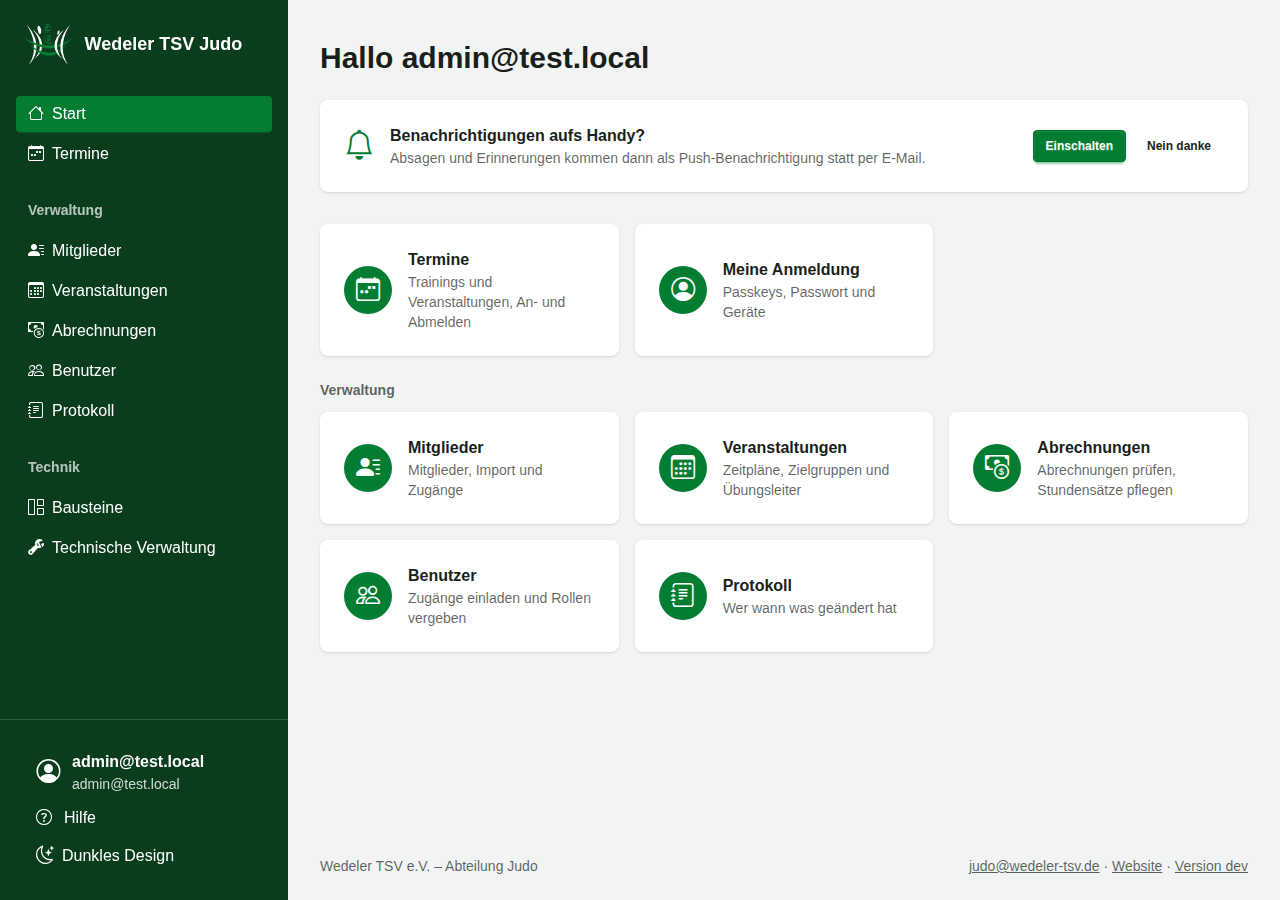 Wedeler TSV Judo
Start
Termine
Verwaltung
Mitglieder
Veranstaltungen
Abrechnungen
Benutzer
Protokoll
Technik
Bausteine
Technische Verwaltung
admin@test.local
admin@test.local
Hilfe
Dunkles Design
Hallo admin@test.local
Benachrichtigungen aufs Handy?
Absagen und Erinnerungen kommen dann als Push-Benachrichtigung statt per E-Mail.
Einschalten
Nein danke
Termine
Trainings und
Veranstaltungen, An- und
Abmelden
Meine Anmeldung
Passkeys, Passwort und
Geräte
Verwaltung
Mitglieder
Mitglieder, Import und
Zugänge
Veranstaltungen
Zeitpläne, Zielgruppen und
Übungsleiter
Abrechnungen
Abrechnungen prüfen,
Stundensätze pflegen
Benutzer
Zugänge einladen und Rollen
vergeben
Protokoll
Wer wann was geändert hat
Wedeler TSV e.V. – Abteilung Judo
judo@wedeler-tsv.de · Website · Version dev